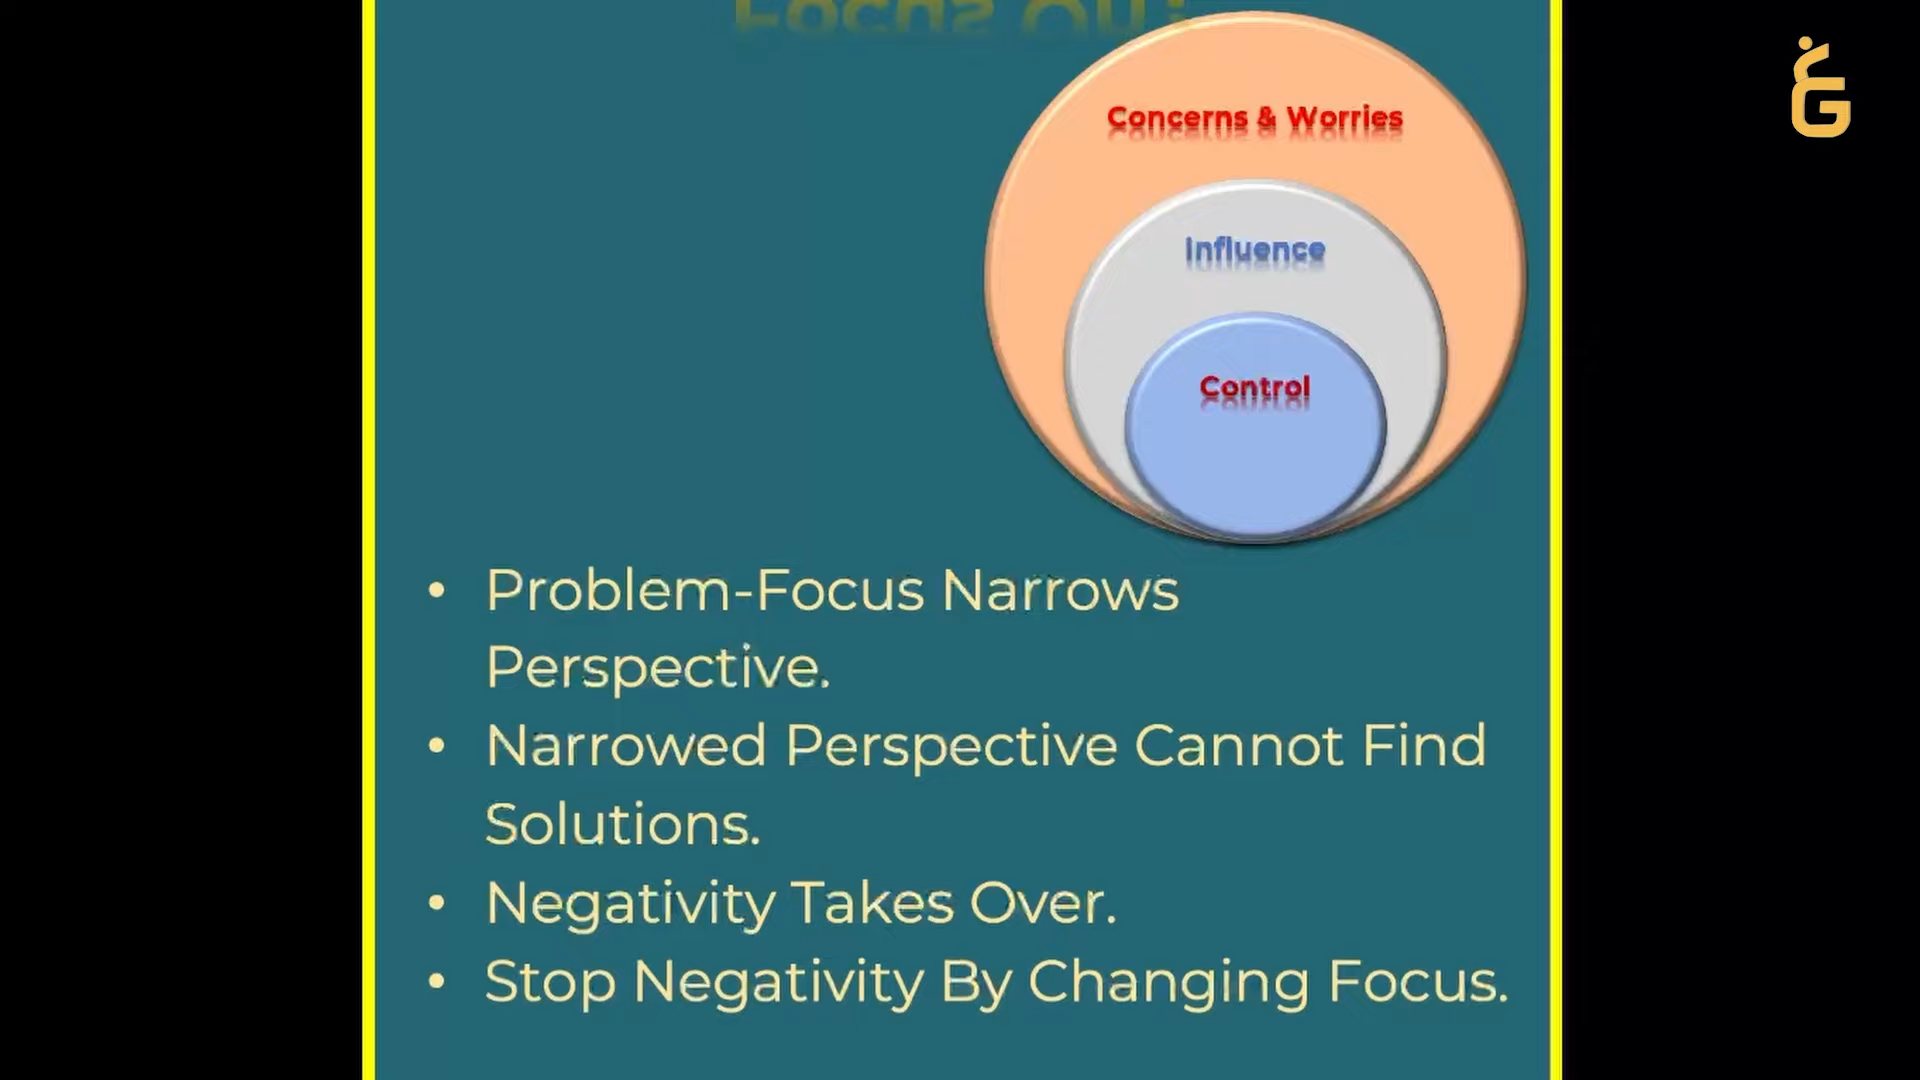 Concerns & Worries
Influence
Control
• Problem-Focus Narrows
Perspective.
• Narrowed Perspective Cannot Find
Solutions.
• Negativity Takes Over.
• Stop Negativity By Changing Focus.